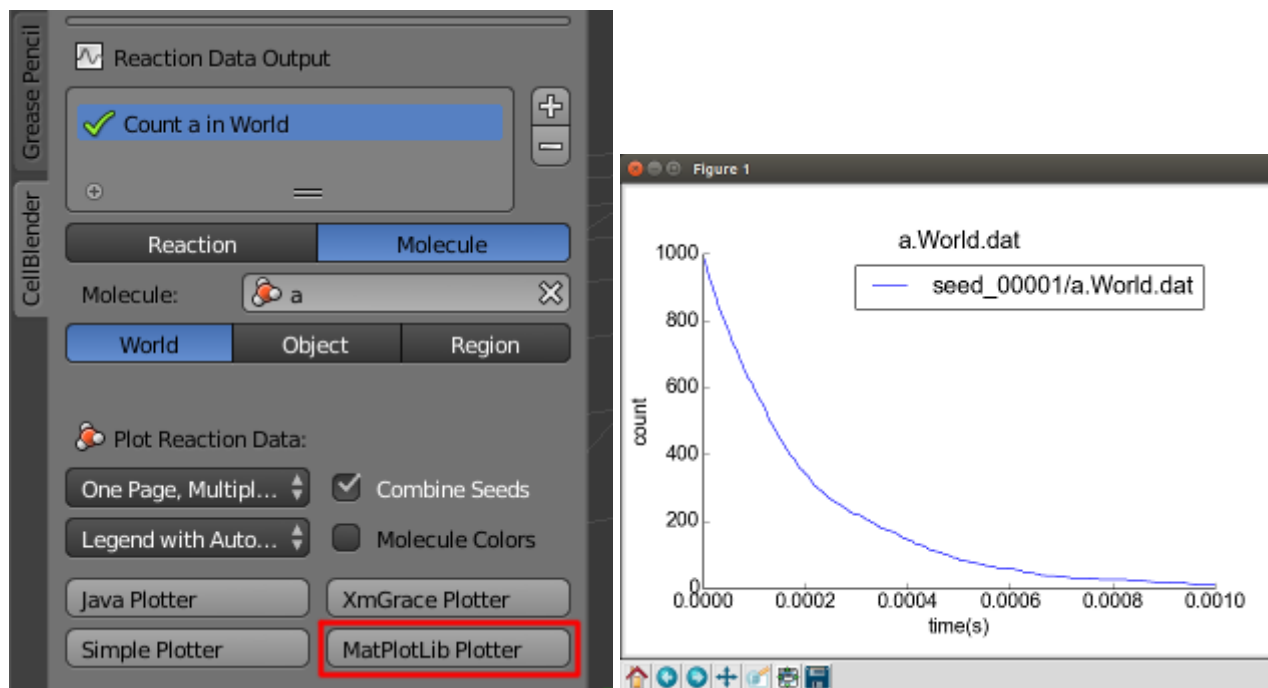 Grease Pencil
CellBlender
Reaction Data Output
Count a in World
Reaction Molecule
Molecule: a
World Object Region
Plot Reaction Data:
One Page, Multipl... Combine Seeds
Legend with Auto... Molecule Colors
Java Plotter XmGrace Plotter
Simple Plotter MatPlotLib Plotter
Figure 1
a.World.dat
seed_00001/a.World.dat
1000
800
600
400
200
0
count
0.0000 0.0002 0.0004 0.0006 0.0008 0.0010
time(s)